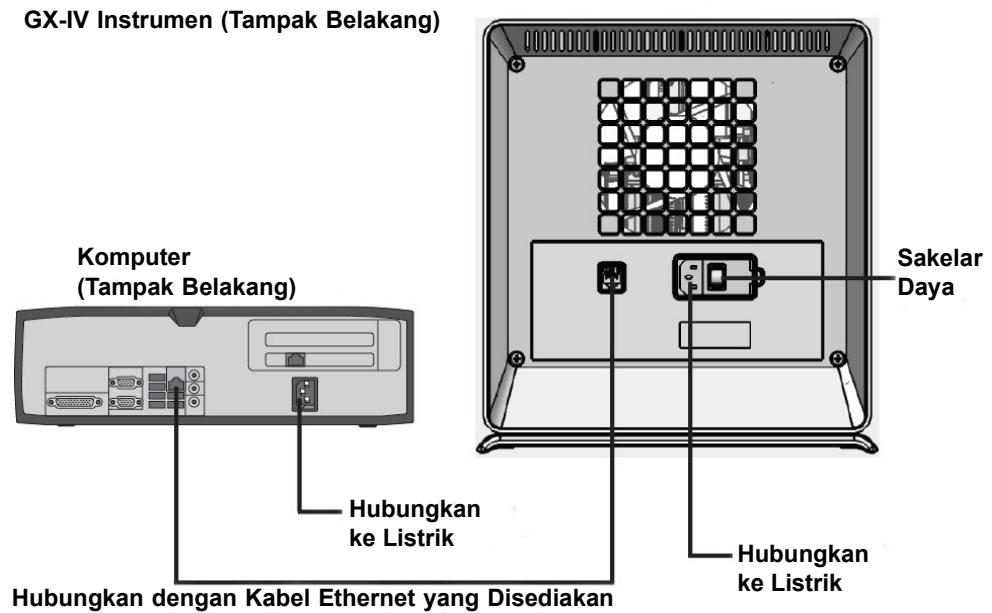 GX-IV Instrumen (Tampak Belakang)
Komputer
(Tampak Belakang)
Sakelar
Daya
Hubungkan
ke Listrik
Hubungkan
ke Listrik
Hubungkan dengan Kabel Ethernet yang Disediakan